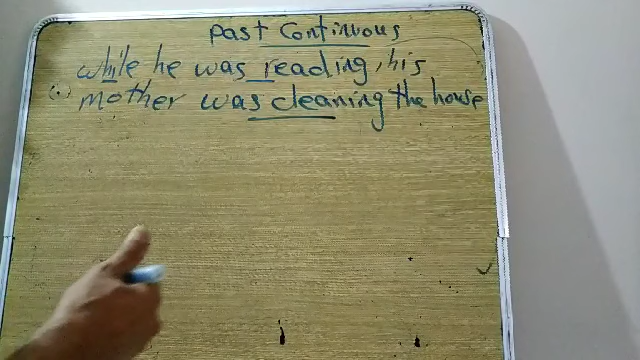 past Continuous
while he was reading, his
(.) mother was cleaning the house